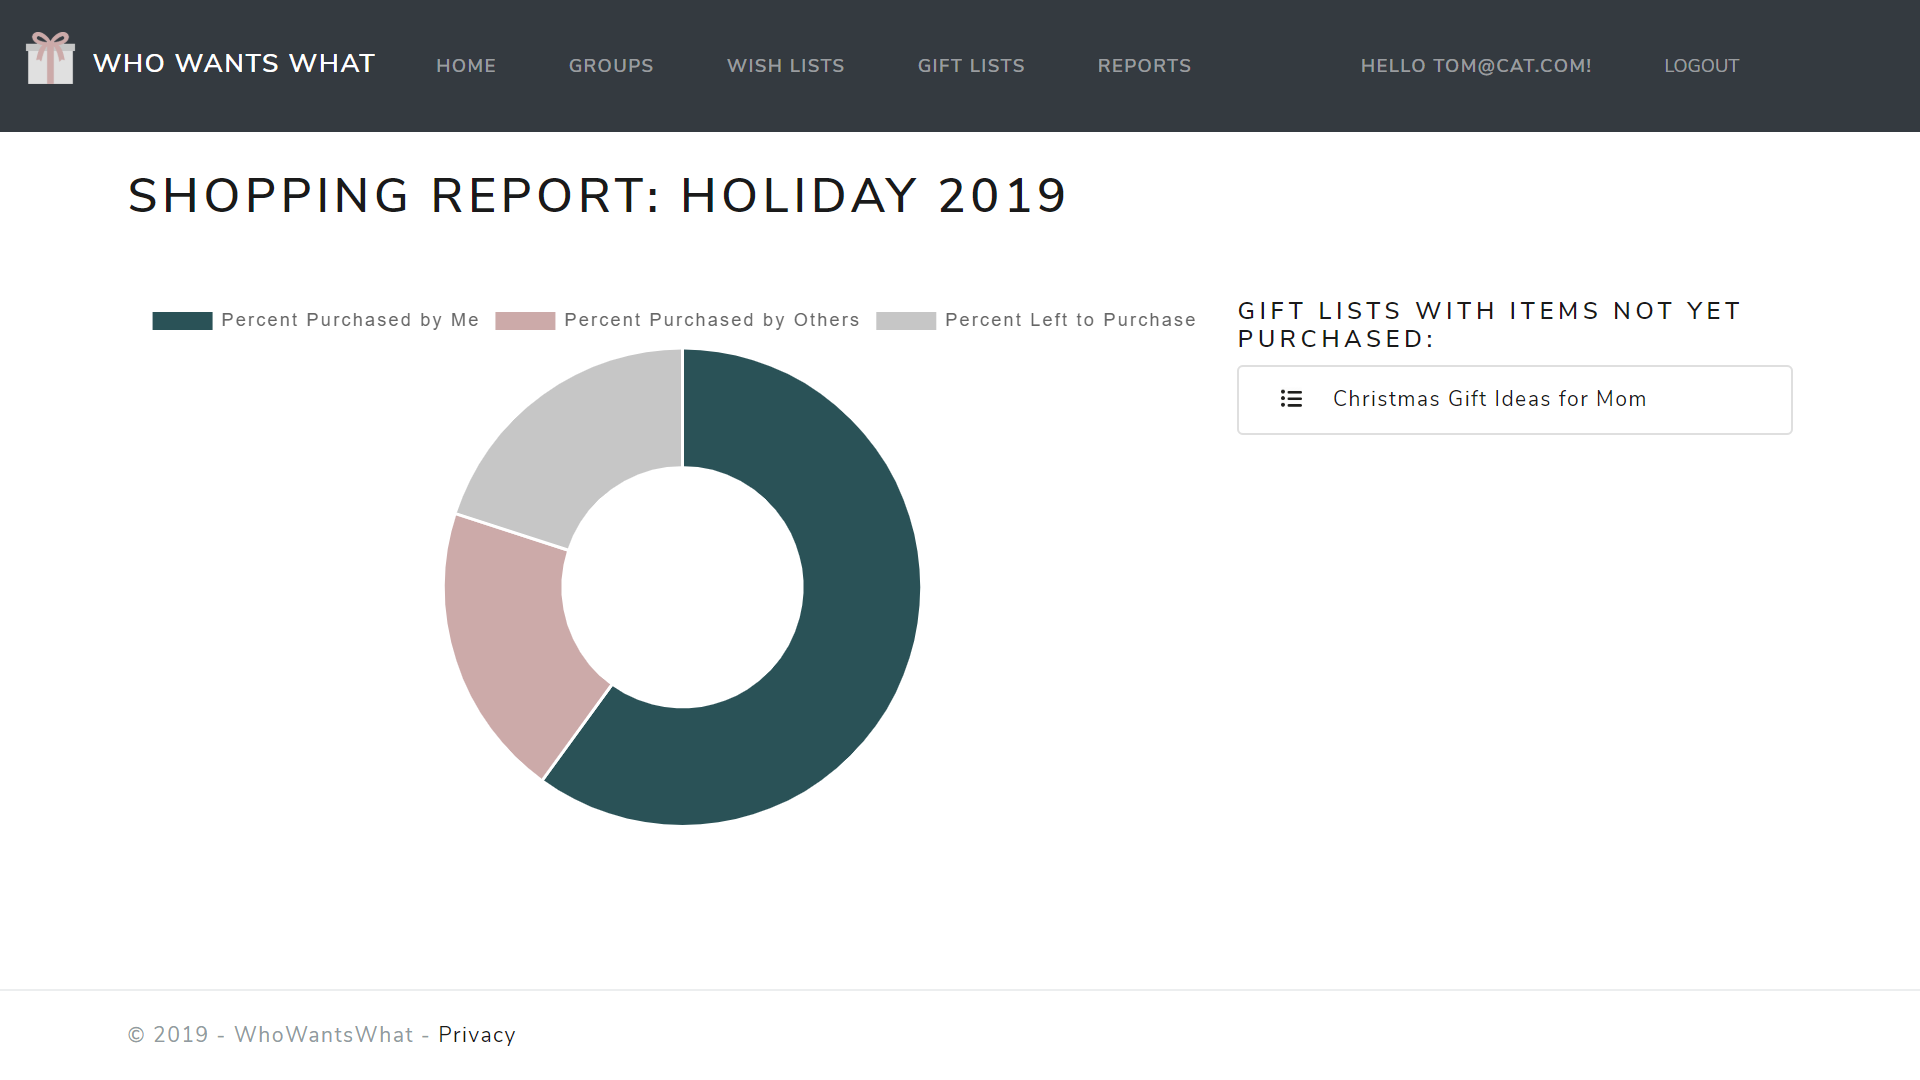 WHO WANTS WHAT
HOME
GROUPS
WISH LISTS
GIFT LISTS
REPORTS
HELLO TOM@CAT.COM!
LOGOUT
SHOPPING REPORT: HOLIDAY 2019
Percent Purchased by Me
Percent Purchased by Others
Percent Left to Purchase
GIFT LISTS WITH ITEMS NOT YET
PURCHASED:
Christmas Gift Ideas for Mom
© 2019 - WhoWantsWhat - Privacy